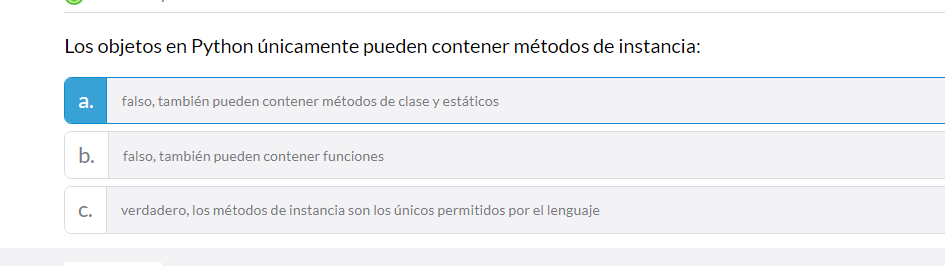 Los objetos en Python únicamente pueden contener métodos de instancia:
a. falso, también pueden contener métodos de clase y estáticos
b. falso, también pueden contener funciones
c. verdadero, los métodos de instancia son los únicos permitidos por el lenguaje